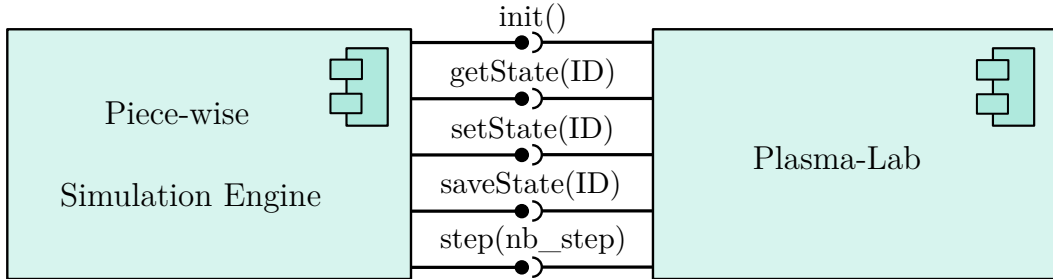 init()
getState(ID)
Piece-wise
setState(ID)
Plasma-Lab
saveState(ID)
Simulation Engine
step(nb_step)